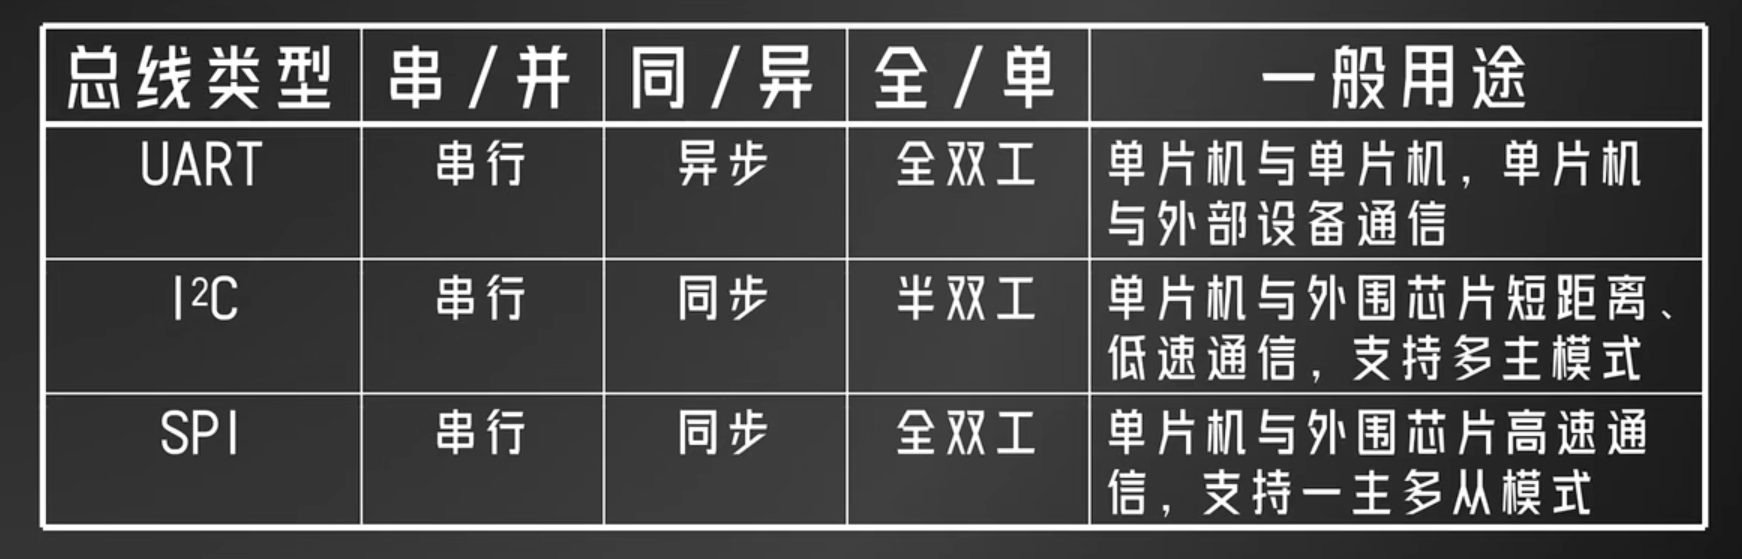 总线类型 串/并 同/异 全/单 一般用途
UART 串行 异步 全双工 单片机与单片机，单片机
与外部设备通信
I²C 串行 同步 半双工 单片机与外围芯片短距离、
低速通信，支持多主模式
SPI 串行 同步 全双工 单片机与外围芯片高速通
信，支持一主多从模式